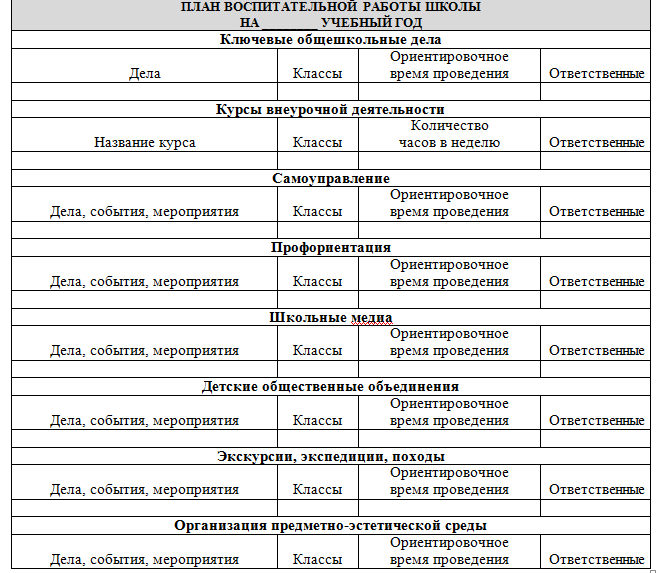 ПЛАН ВОСПИТАТЕЛЬНОЙ РАБОТЫ ШКОЛЫ
НА ________ УЧЕБНЫЙ ГОД
Ключевые общешкольные дела
Дела Классы Ориентировочное
время проведения Ответственные
Курсы внеурочной деятельности
Название курса Классы Количество
часов в неделю Ответственные
Самоуправление
Дела, события, мероприятия Классы Ориентировочное
время проведения Ответственные
Профориентация
Дела, события, мероприятия Классы Ориентировочное
время проведения Ответственные
Школьные медиа
Дела, события, мероприятия Классы Ориентировочное
время проведения Ответственные
Детские общественные объединения
Дела, события, мероприятия Классы Ориентировочное
время проведения Ответственные
Экскурсии, экспедиции, походы
Дела, события, мероприятия Классы Ориентировочное
время проведения Ответственные
Организация предметно-эстетической среды
Дела, события, мероприятия Классы Ориентировочное
время проведения Ответственные